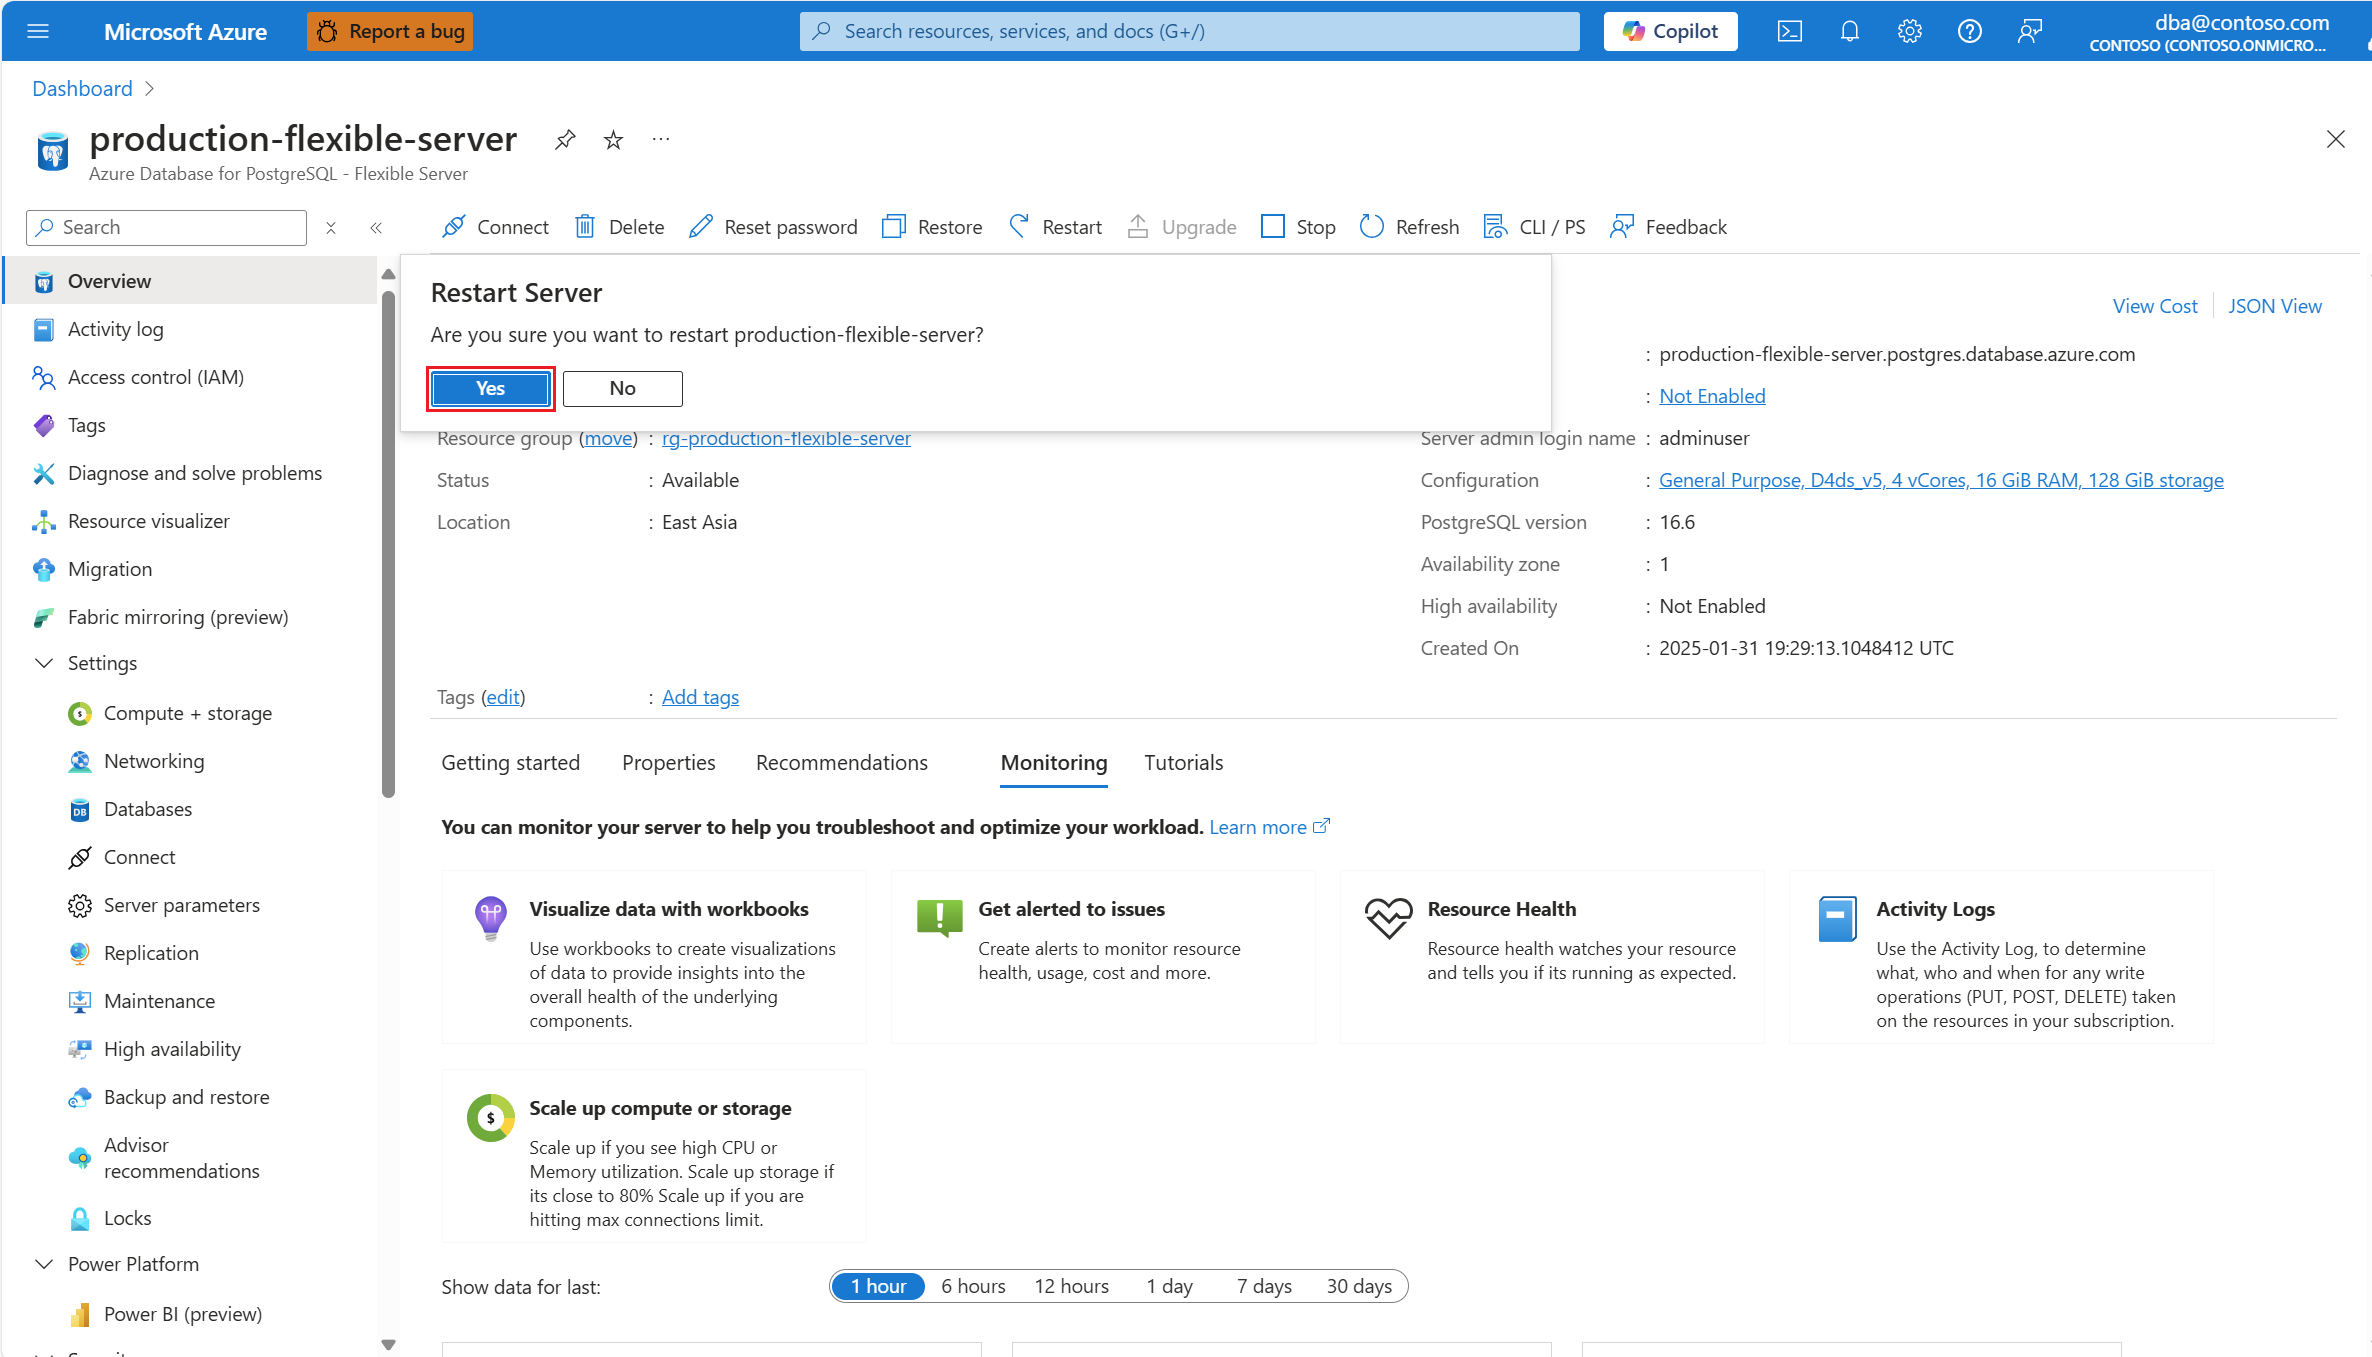 Microsoft Azure
Report a bug
Search resources, services, and docs (G+/)
Copilot
dba@contoso.com
CONTOSO (CONTOSO.ONMICRO...
Dashboard
production-flexible-server
Azure Database for PostgreSQL - Flexible Server
Search
Connect
Delete
Reset password
Restore
Restart
Upgrade
Stop
Refresh
CLI / PS
Feedback
Overview
Activity log
Access control (IAM)
Tags
Diagnose and solve problems
Resource visualizer
Migration
Fabric mirroring (preview)
Settings
Compute + storage
Networking
Databases
Connect
Server parameters
Replication
Maintenance
High availability
Backup and restore
Advisor
recommendations
Locks
Power Platform
Power BI (preview)
Restart Server
Are you sure you want to restart production-flexible-server?
Yes
No
View Cost
JSON View
Resource group (move) : rg-production-flexible-server
Status : Available
Location : East Asia
: production-flexible-server.postgres.database.azure.com
: Not Enabled
Server admin login name : adminuser
Configuration : General Purpose, D4ds_v5, 4 vCores, 16 GiB RAM, 128 GiB storage
PostgreSQL version : 16.6
Availability zone : 1
High availability : Not Enabled
Created On : 2025-01-31 19:29:13.1048412 UTC
Tags (edit) : Add tags
Getting started
Properties
Recommendations
Monitoring
Tutorials
You can monitor your server to help you troubleshoot and optimize your workload. Learn more
Visualize data with workbooks
Use workbooks to create visualizations
of data to provide insights into the
overall health of the underlying
components.
Get alerted to issues
Create alerts to monitor resource
health, usage, cost and more.
Resource Health
Resource health watches your resource
and tells you if its running as expected.
Activity Logs
Use the Activity Log, to determine
what, who and when for any write
operations (PUT, POST, DELETE) taken
on the resources in your subscription.
Scale up compute or storage
Scale up if you see high CPU or
Memory utilization. Scale up storage if
its close to 80% Scale up if you are
hitting max connections limit.
Show data for last:
1 hour
6 hours
12 hours
1 day
7 days
30 days